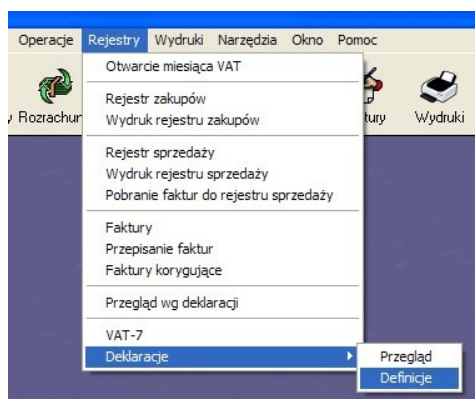 Operacje Rejestry Wydruki Narzędzia Okno Pomoc
Otwarcie miesiąca VAT
Rejestr zakupów
Wydruk rejestru zakupów
Rejestr sprzedaży
Wydruk rejestru sprzedaży
Pobranie faktur do rejestru sprzedaży
Faktury
Przepisanie faktur
Faktury korygujące
Przegląd wg deklaracji
VAT-7
Deklaracje
Przegląd
Definicje
y Rozrachur
tury
Wydruki